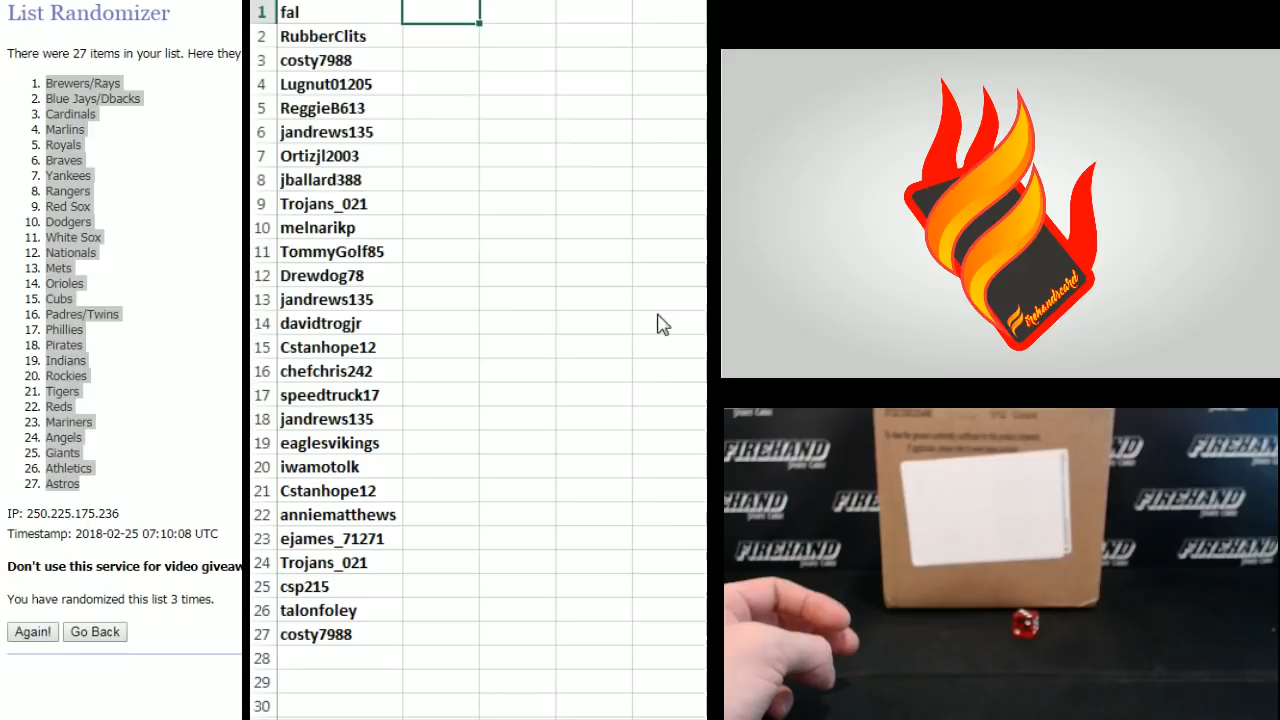 List Randomizer
There were 27 items in your list. Here they
1. Brewers/Rays
2. Blue Jays/Dbacks
3. Cardinals
4. Marlins
5. Royals
6. Braves
7. Yankees
8. Rangers
9. Red Sox
10. Dodgers
11. White Sox
12. Nationals
13. Mets
14. Orioles
15. Cubs
16. Padres/Twins
17. Phillies
18. Pirates
19. Indians
20. Rockies
21. Tigers
22. Reds
23. Mariners
24. Angels
25. Giants
26. Athletics
27. Astros
IP: 250.225.175.236
Timestamp: 2018-02-25 07:10:08 UTC
Don't use this service for video giveaw
You have randomized this list 3 times.
Again! Go Back
1 fal
2 RubberClits
3 costy7988
4 Lugnut01205
5 ReggieB613
6 jandrews135
7 Ortizjl2003
8 jballard388
9 Trojans_021
10 melnarikp
11 TommyGolf85
12 Drewdog78
13 jandrews135
14 davidtrogjr
15 Cstanhope12
16 chefchris242
17 speedtruck17
18 jandrews135
19 eaglesvikings
20 iwamotolk
21 Cstanhope12
22 anniematthews
23 ejames_71271
24 Trojans_021
25 csp215
26 talonfoley
27 costy7988
28
29
30
Firehandscard
FIREHAND
FIREHAND
HAND
FIRE
FIREHAND
FIREHAND
FIREHAND